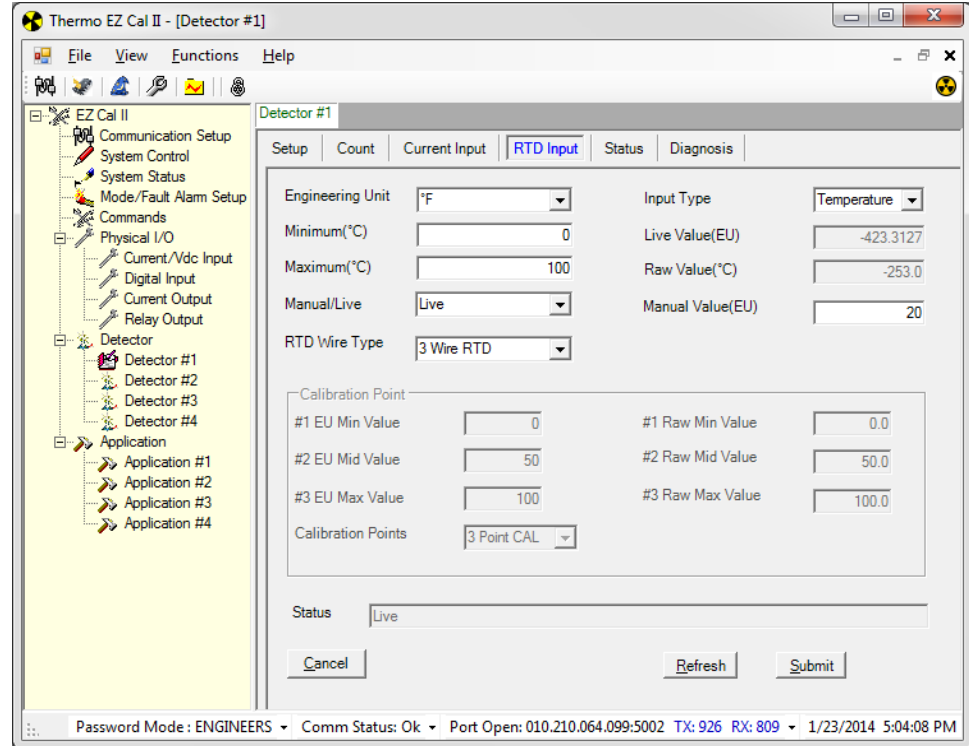 Thermo EZ Cal II - [Detector #1]
File View Functions Help
EZ Cal II
Communication Setup
System Control
System Status
Mode/Fault Alarm Setup
Commands
Physical I/O
Current/Vdc Input
Digital Input
Current Output
Relay Output
Detector
Detector #1
Detector #2
Detector #3
Detector #4
Application
Application #1
Application #2
Application #3
Application #4
Detector #1
Setup Count Current Input RTD Input Status Diagnosis
Engineering Unit °F Input Type Temperature
Minimum(°C) 0 Live Value(EU) -423.3127
Maximum(°C) 100 Raw Value(°C) -253.0
Manual/Live Live Manual Value(EU) 20
RTD Wire Type 3 Wire RTD
Calibration Point
#1 EU Min Value 0 #1 Raw Min Value 0.0
#2 EU Mid Value 50 #2 Raw Mid Value 50.0
#3 EU Max Value 100 #3 Raw Max Value 100.0
Calibration Points 3 Point CAL
Status Live
Cancel Refresh Submit
Password Mode : ENGINEERS Comm Status: Ok Port Open: 010.210.064.099:5002 TX: 926 RX: 809 1/23/2014 5:04:08 PM